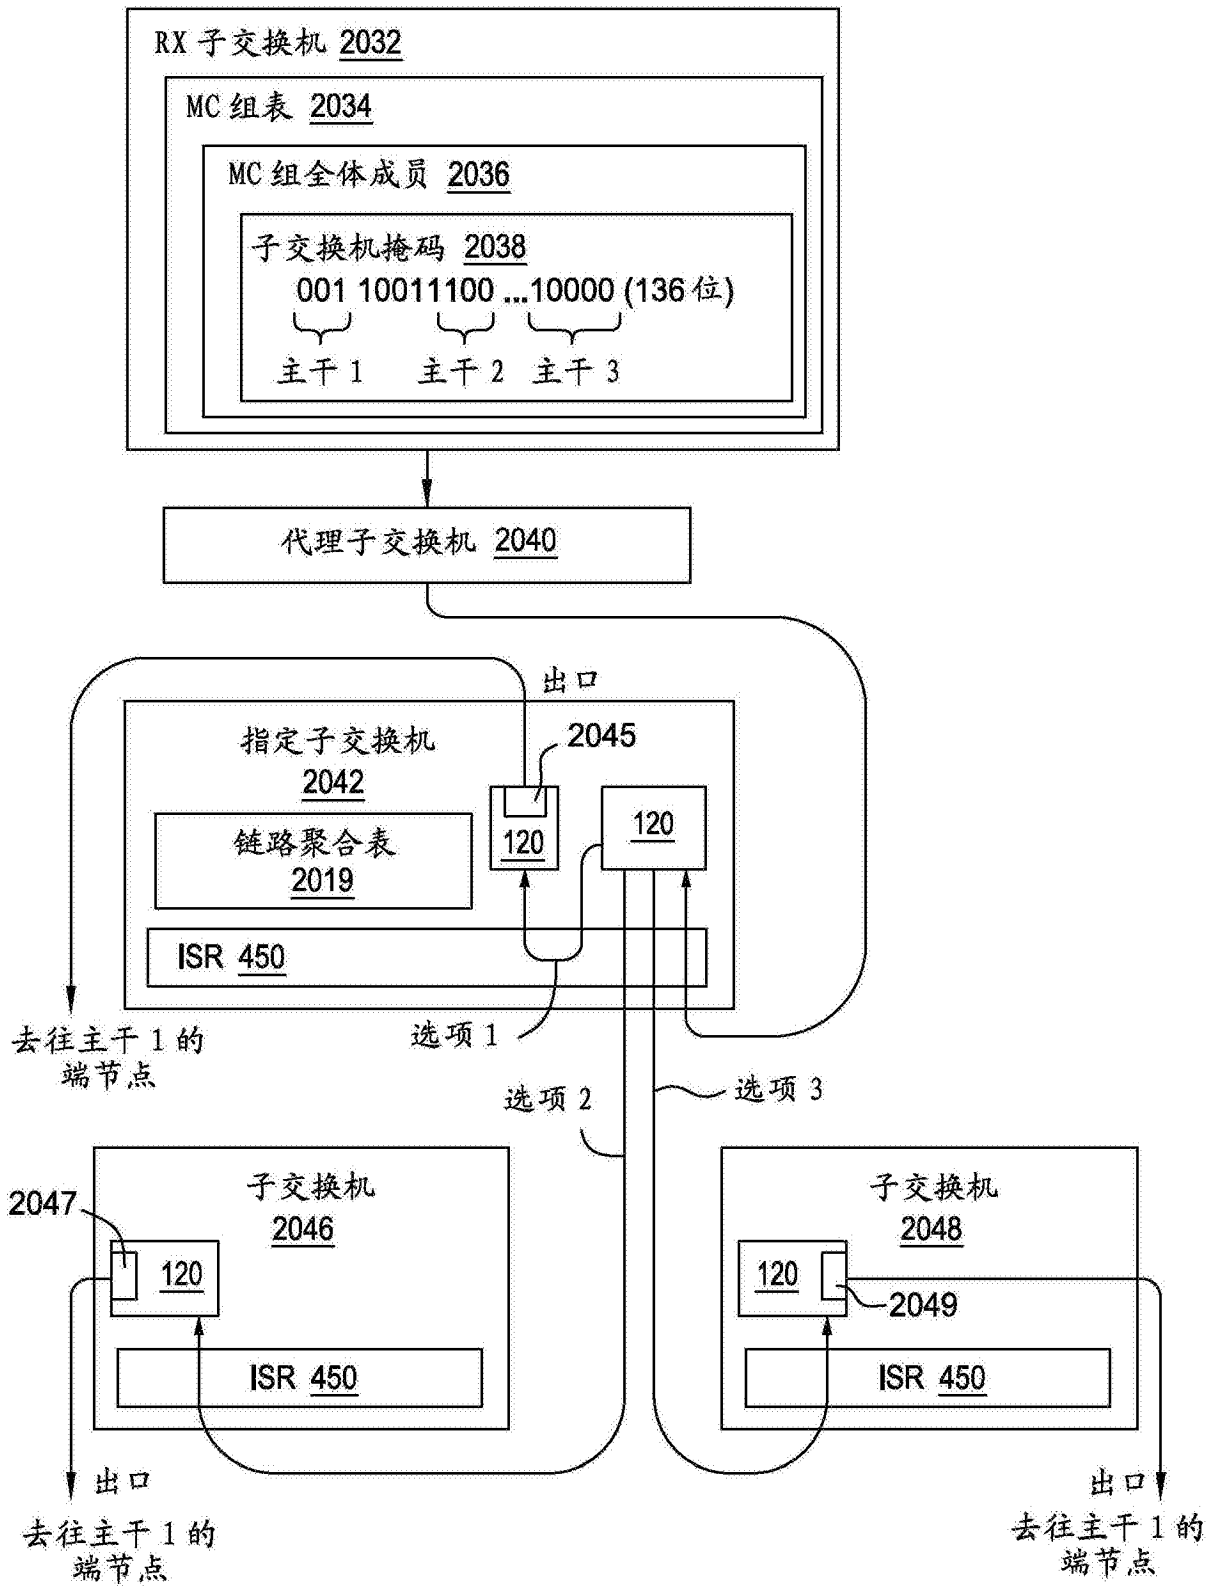 RX 子交换机 2032
MC 组表 2034
MC 组全体成员 2036
子交换机掩码 2038
001 10011100 ...10000 (136 位)
主干 1 主干 2 主干 3
代理子交换机 2040
出口
指定子交换机
2042
2045
120
120
链路聚合表
2019
ISR 450
选项 1
去往主干 1 的
端节点
选项 2
选项 3
子交换机
2046
2047
120
ISR 450
出口
去往主干 1 的
端节点
子交换机
2048
120
2049
ISR 450
出口
去往主干 1 的
端节点